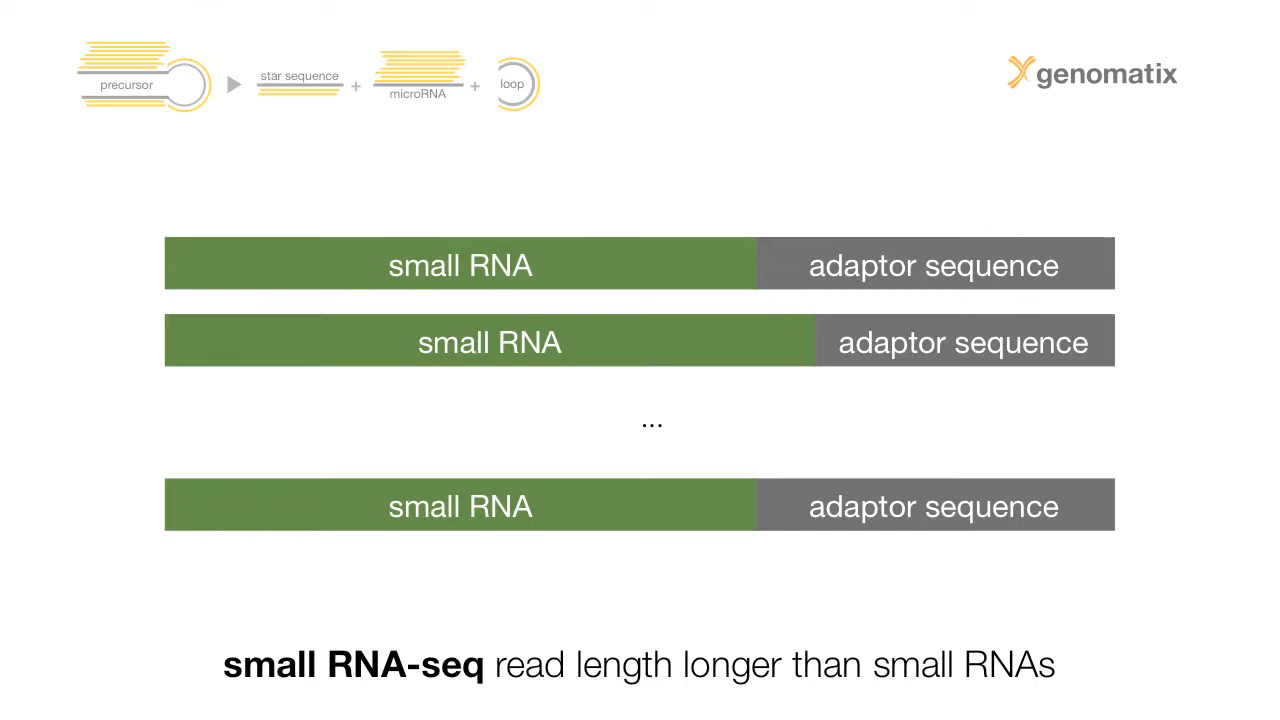 precursor
star sequence
+
microRNA
+
loop
genomatix
small RNA adaptor sequence
small RNA adaptor sequence
...
small RNA adaptor sequence
small RNA-seq read length longer than small RNAs